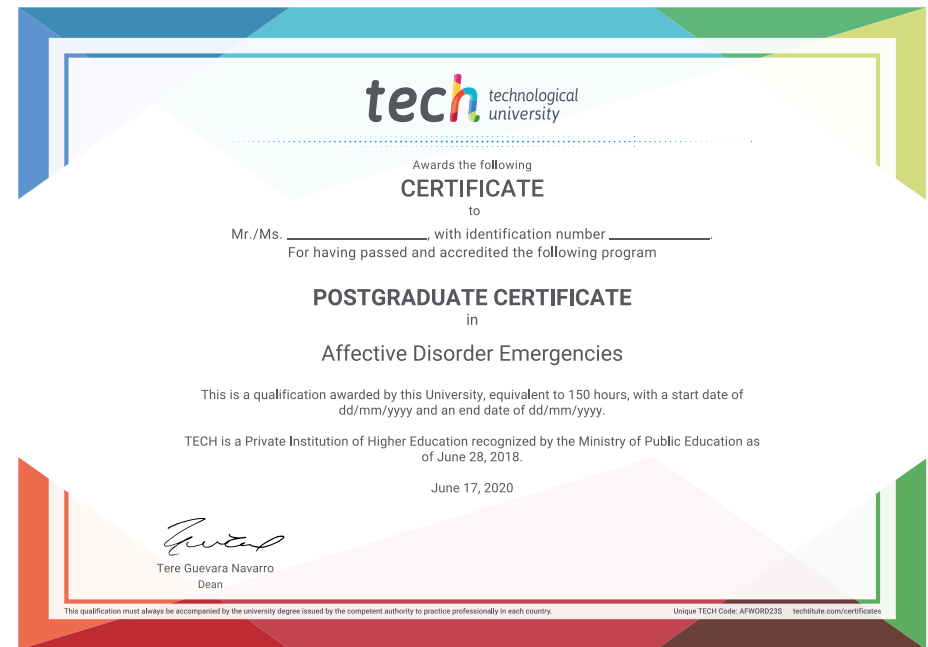 tech technological
university
Awards the following
CERTIFICATE
to
Mr./Ms. ____________________, with identification number ______________.
For having passed and accredited the following program
POSTGRADUATE CERTIFICATE
in
Affective Disorder Emergencies
This is a qualification awarded by this University, equivalent to 150 hours, with a start date of
dd/mm/yyyy and an end date of dd/mm/yyyy.
TECH is a Private Institution of Higher Education recognized by the Ministry of Public Education as
of June 28, 2018.
June 17, 2020
Tere Guevara Navarro
Dean
This qualification must always be accompanied by the university degree issued by the competent authority to practice professionally in each country. Unique TECH Code: AFWORD23S techtitute.com/certificates